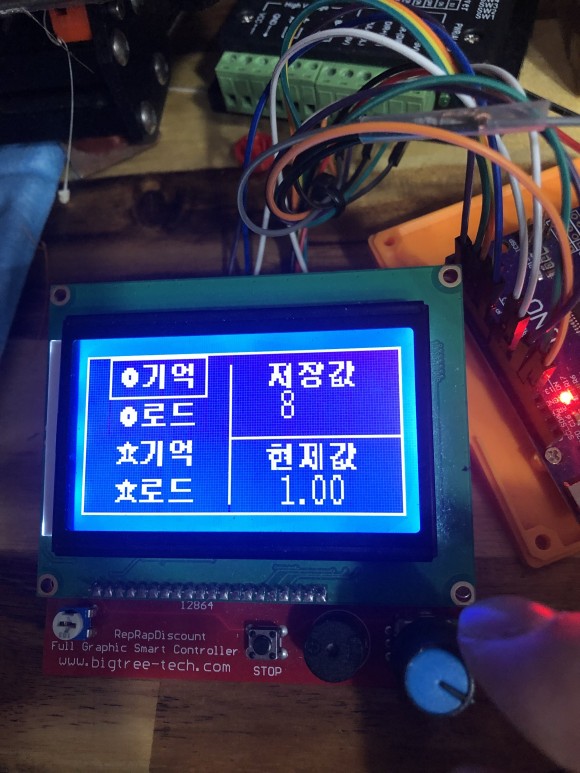 기억
로드
기억
로드
저장값
8
현재값
1.00
12864
RepRapDiscount
Full Graphic Smart Controller
www.bigtree-tech.com
STOP